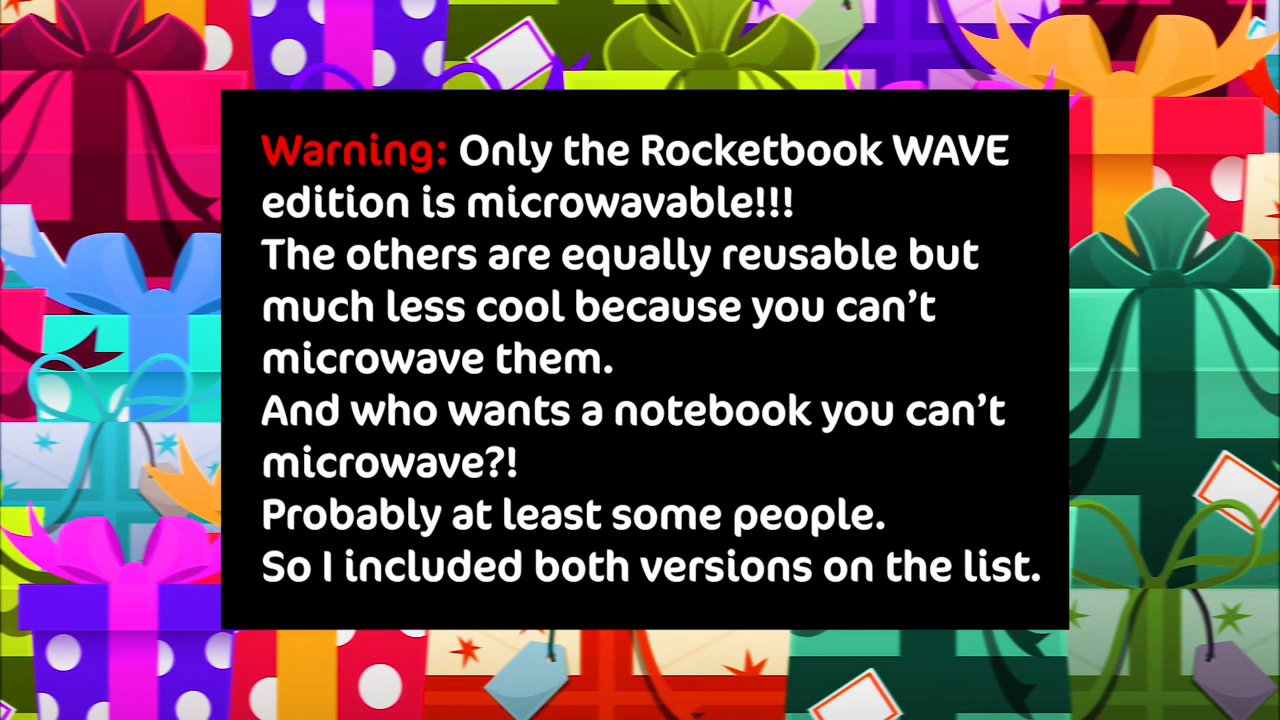 Warning: Only the Rocketbook WAVE
edition is microwavable!!!
The others are equally reusable but
much less cool because you can’t
microwave them.
And who wants a notebook you can’t
microwave?!
Probably at least some people.
So I included both versions on the list.